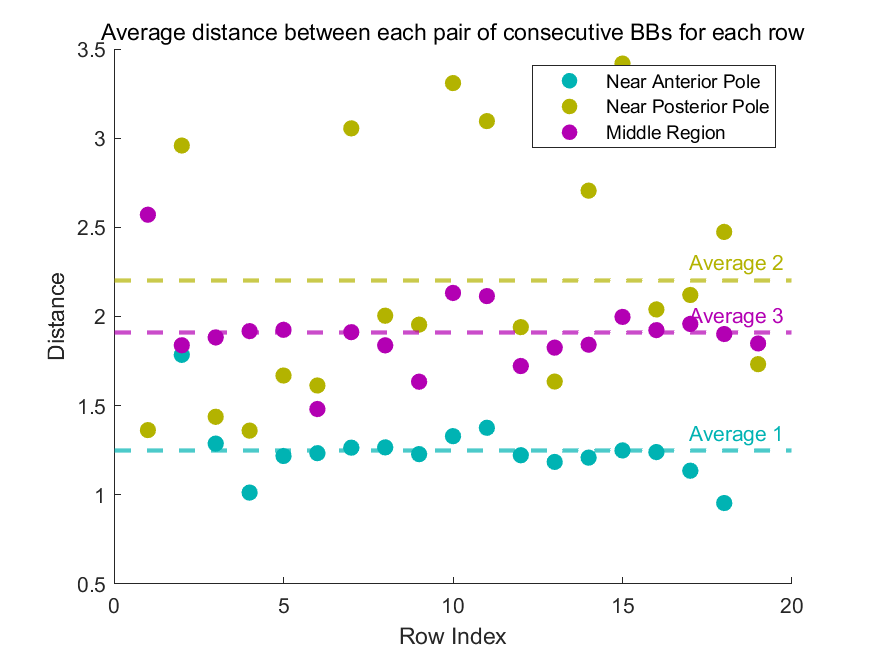 Average distance between each pair of consecutive BBs for each row
3.5
3
2.5
2
1.5
1
0.5
Distance
Near Anterior Pole
Near Posterior Pole
Middle Region
Average 2
Average 3
Average 1
0
5
10
15
20
Row Index